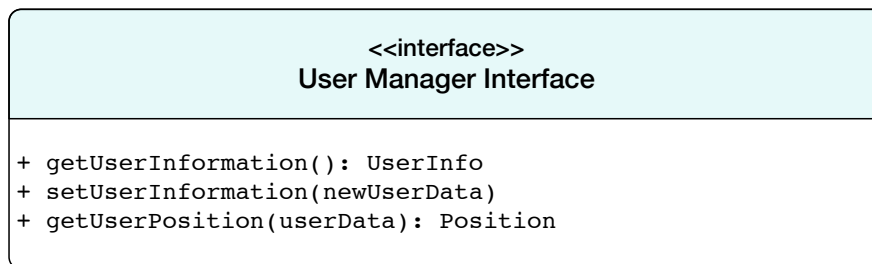 <<interface>>
User Manager Interface
+ getUserInformation(): UserInfo
+ setUserInformation(newUserData)
+ getUserPosition(userData): Position